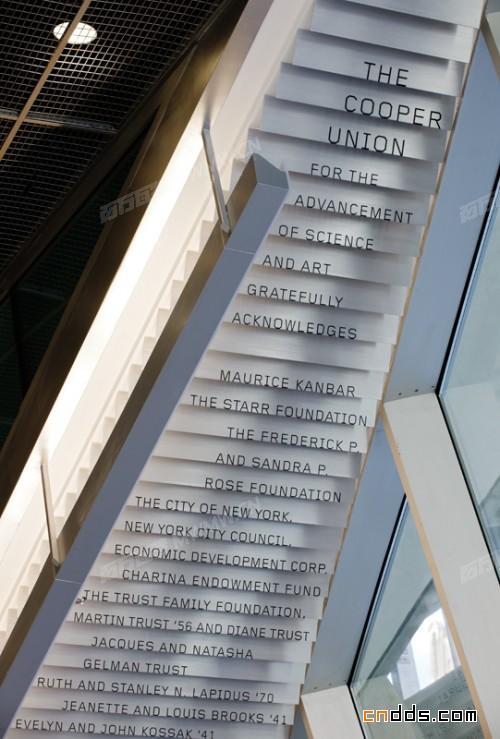 THE
COOPER
UNION
FOR THE
ADVANCEMENT
OF SCIENCE
AND ART
GRATEFULLY
ACKNOWLEDGES
MAURICE KANBAR
THE STARR FOUNDATION
THE FREDERICK P.
AND SANDRA P.
ROSE FOUNDATION
THE CITY OF NEW YORK,
NEW YORK CITY COUNCIL,
ECONOMIC DEVELOPMENT CORP.
CHARINA ENDOWMENT FUND
THE TRUST FAMILY FOUNDATION,
MARTIN TRUST '56 AND DIANE TRUST
JACQUES AND NATASHA
GELMAN TRUST
RUTH AND STANLEY N. LAPIDUS '70
JEANETTE AND LOUIS BROOKS '41
EVELYN AND JOHN KOSSAK '41
cndds.com